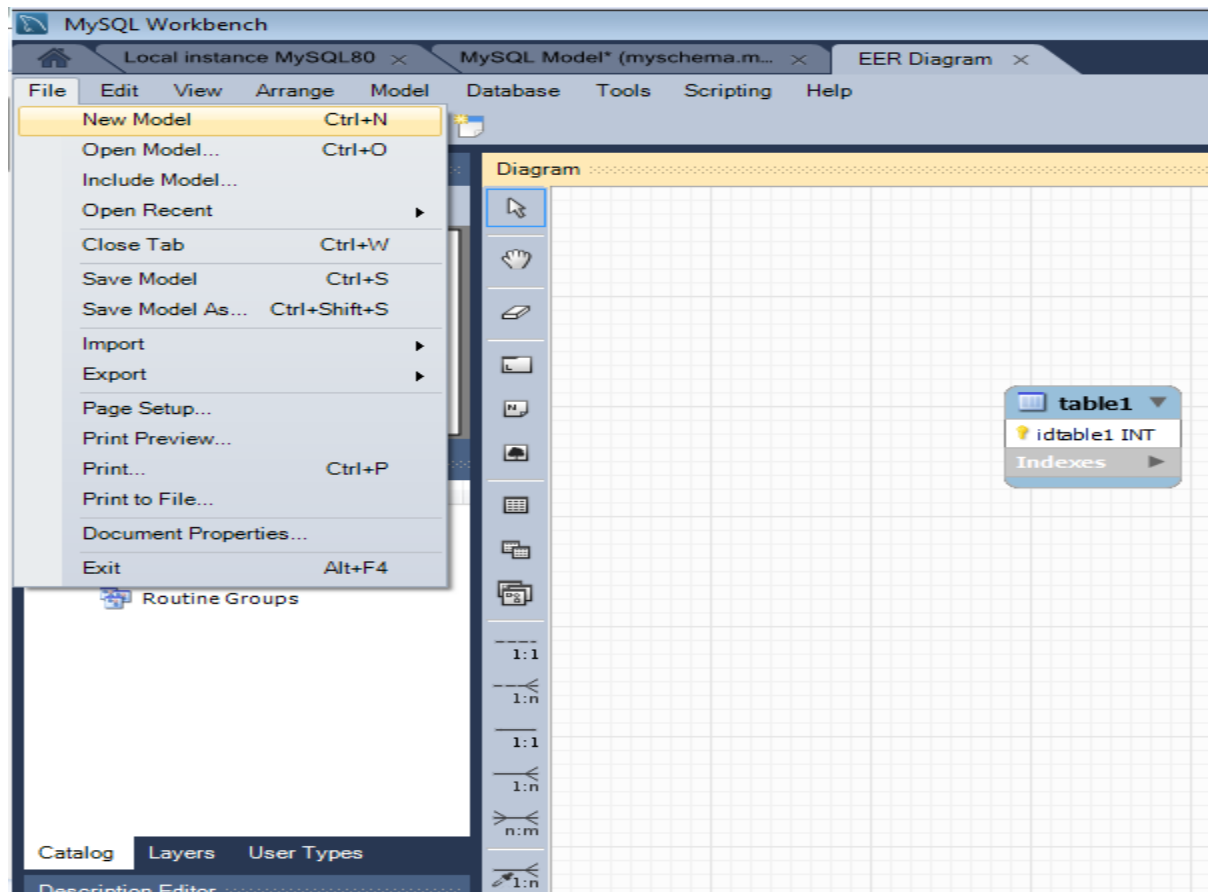 MySQL Workbench
Local instance MySQL80
MySQL Model* (myschema.m...
EER Diagram
File Edit View Arrange Model Database Tools Scripting Help
New Model Ctrl+N
Open Model... Ctrl+O
Include Model...
Open Recent
Close Tab Ctrl+W
Save Model Ctrl+S
Save Model As... Ctrl+Shift+S
Import
Export
Page Setup...
Print Preview...
Print... Ctrl+P
Print to File...
Document Properties...
Exit Alt+F4
Routine Groups
Catalog Layers User Types
Description Editor
Diagram
N
1:1
1:n
1:1
1:n
n:m
1:n
table1
idtable1 INT
Indexes